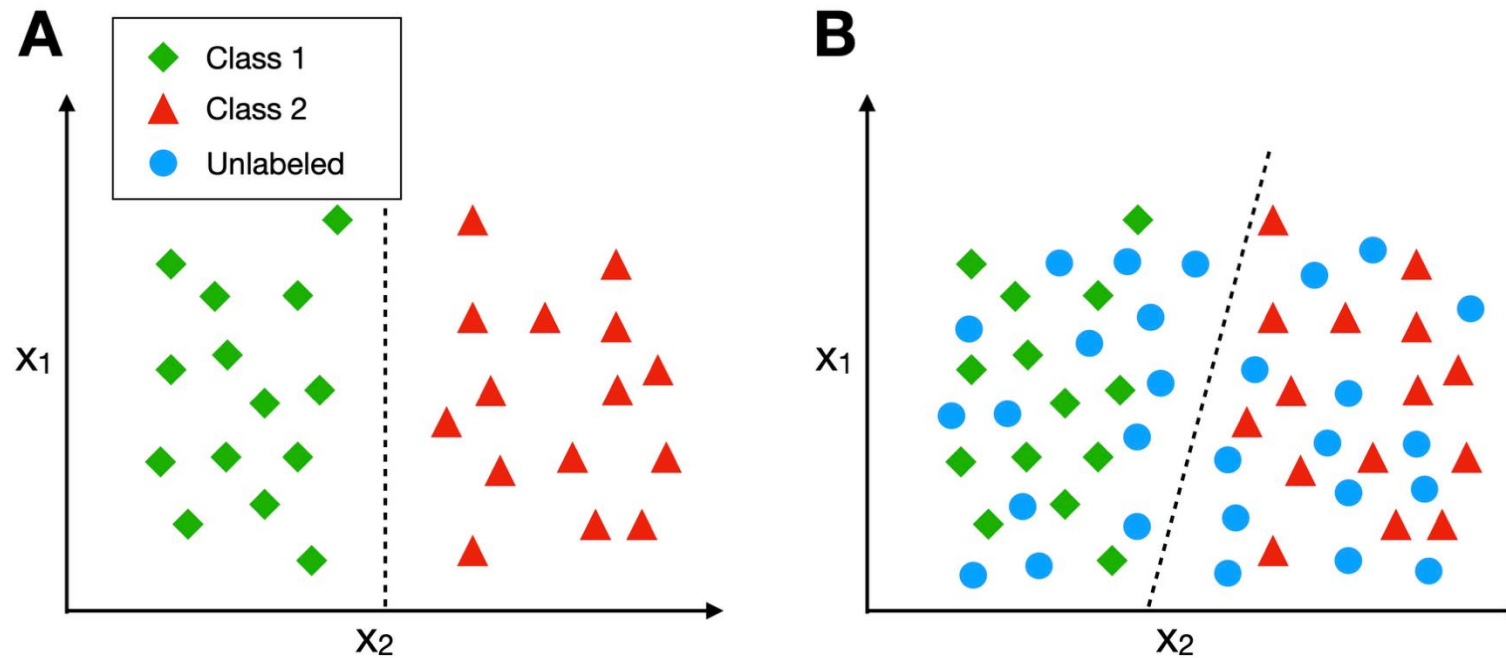 A
Class 1
Class 2
Unlabeled
x₁
x₂
B
x₁
x₂